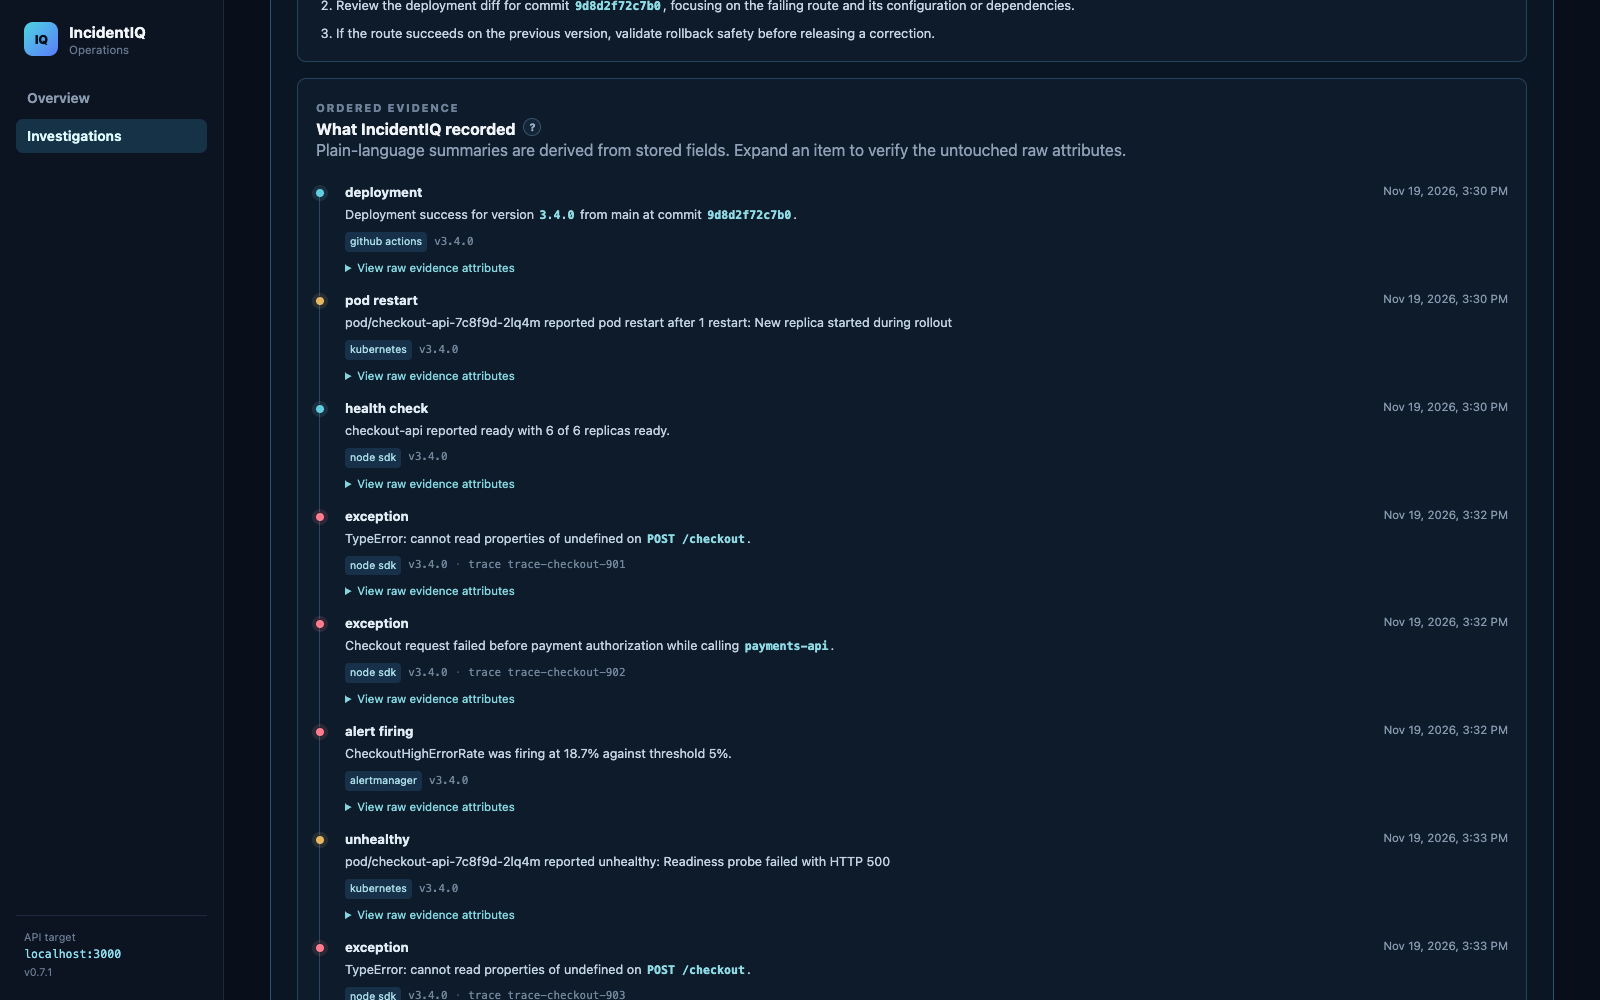 IQ
IncidentIQ
Operations
Overview
Investigations
API target
localhost:3000
v0.7.1
2. Review the deployment diff for commit 9d8d2f72c7b0, focusing on the failing route and its configuration or dependencies.
3. If the route succeeds on the previous version, validate rollback safety before releasing a correction.
ORDERED EVIDENCE
What IncidentIQ recorded ?
Plain-language summaries are derived from stored fields. Expand an item to verify the untouched raw attributes.
deployment Nov 19, 2026, 3:30 PM
Deployment success for version 3.4.0 from main at commit 9d8d2f72c7b0.
github actions v3.4.0
View raw evidence attributes
pod restart Nov 19, 2026, 3:30 PM
pod/checkout-api-7c8f9d-2lq4m reported pod restart after 1 restart: New replica started during rollout
kubernetes v3.4.0
View raw evidence attributes
health check Nov 19, 2026, 3:30 PM
checkout-api reported ready with 6 of 6 replicas ready.
node sdk v3.4.0
View raw evidence attributes
exception Nov 19, 2026, 3:32 PM
TypeError: cannot read properties of undefined on POST /checkout.
node sdk v3.4.0 · trace trace-checkout-901
View raw evidence attributes
exception Nov 19, 2026, 3:32 PM
Checkout request failed before payment authorization while calling payments-api.
node sdk v3.4.0 · trace trace-checkout-902
View raw evidence attributes
alert firing Nov 19, 2026, 3:32 PM
CheckoutHighErrorRate was firing at 18.7% against threshold 5%.
alertmanager v3.4.0
View raw evidence attributes
unhealthy Nov 19, 2026, 3:33 PM
pod/checkout-api-7c8f9d-2lq4m reported unhealthy: Readiness probe failed with HTTP 500
kubernetes v3.4.0
View raw evidence attributes
exception Nov 19, 2026, 3:33 PM
TypeError: cannot read properties of undefined on POST /checkout.
node sdk v3.4.0 · trace trace-checkout-903